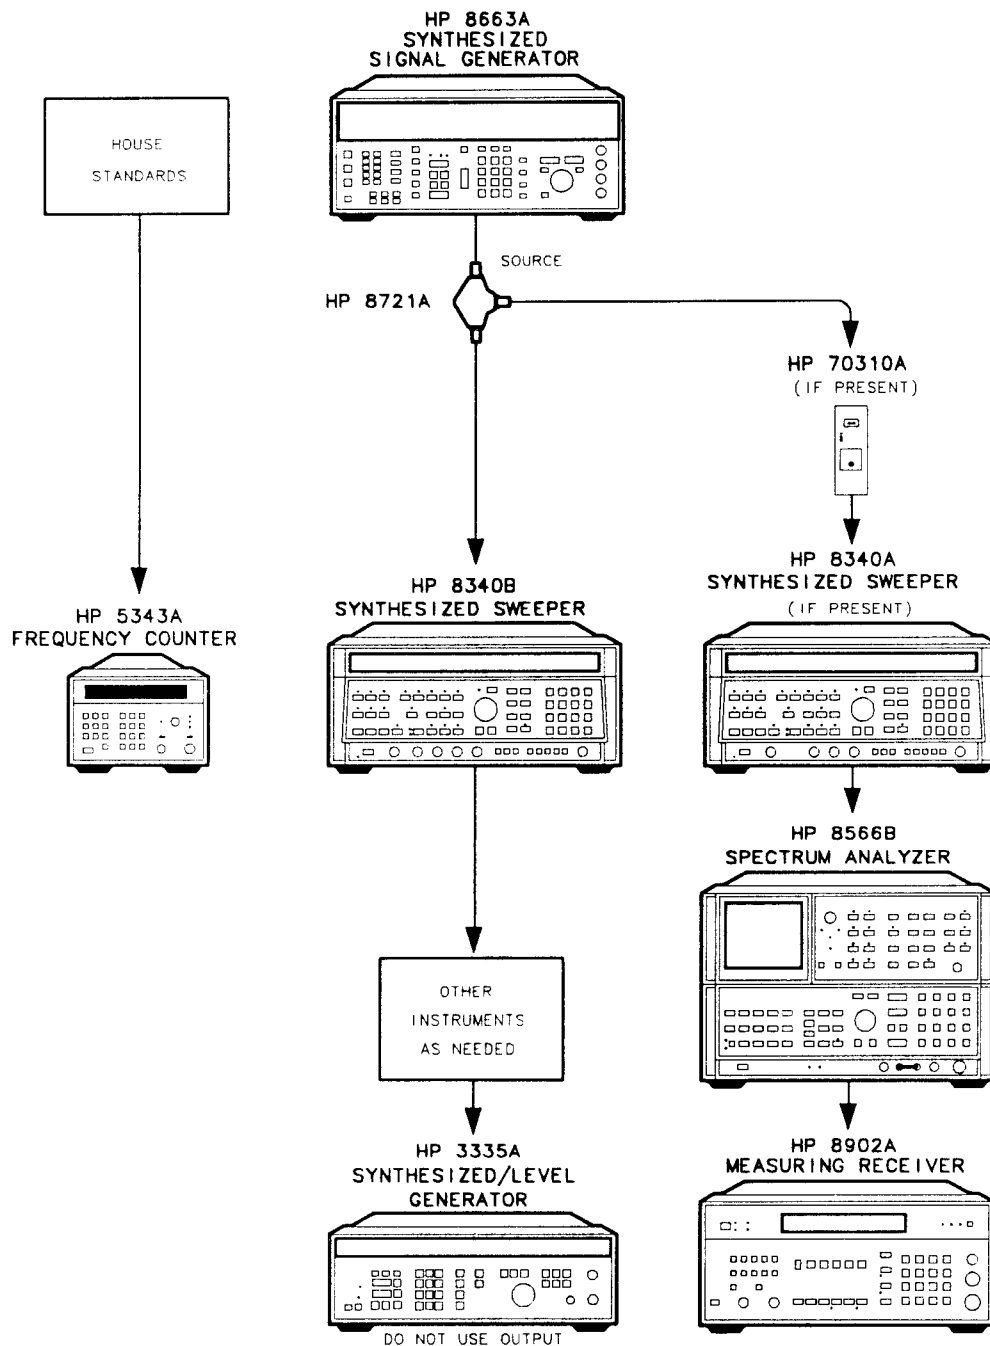 HP 8663A
SYNTHESIZED
SIGNAL GENERATOR
HOUSE
STANDARDS
SOURCE
HP 8721A
HP 70310A
(IF PRESENT)
HP 8340A
SYNTHESIZED SWEEPER
(IF PRESENT)
HP 8340B
SYNTHESIZED SWEEPER
HP 5343A
FREQUENCY COUNTER
HP 8566B
SPECTRUM ANALYZER
OTHER
INSTRUMENTS
AS NEEDED
HP 3335A
SYNTHESIZED/LEVEL
GENERATOR
HP 8902A
MEASURING RECEIVER
DO NOT USE OUTPUT